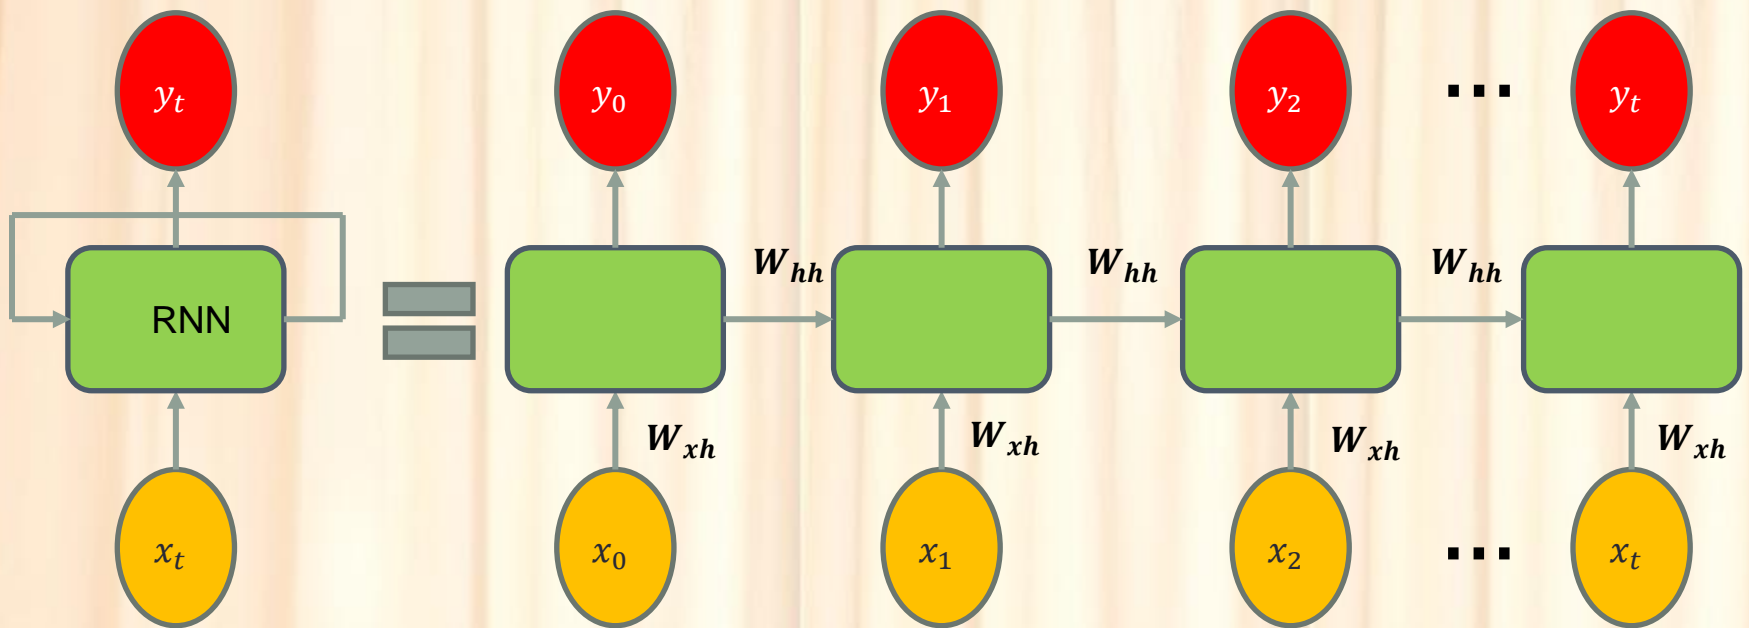 y_t y_0 y_1 y_2 ... y_t
W_hh W_hh W_hh
RNN
W_xh W_xh W_xh W_xh
x_t x_0 x_1 x_2 ... x_t